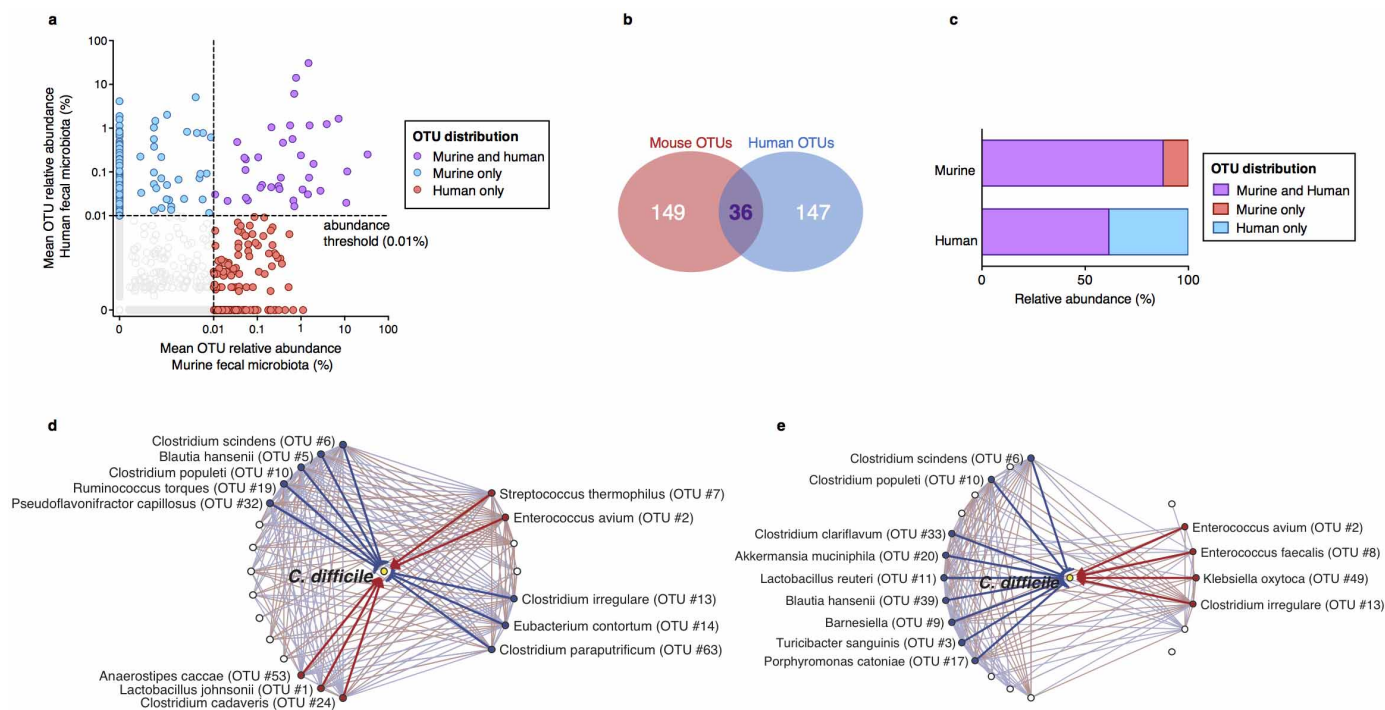 a
Mean OTU relative abundance
Human fecal microbiota (%)
100
10
1
0.1
0.01
0
0
0.01
0.1
1
10
100
Mean OTU relative abundance
Murine fecal microbiota (%)
abundance
threshold (0.01%)
OTU distribution
Murine and human
Murine only
Human only
b
Mouse OTUs
Human OTUs
149
36
147
c
Murine
Human
0
50
100
Relative abundance (%)
OTU distribution
Murine and Human
Murine only
Human only
d
Clostridium scindens (OTU #6)
Blautia hansenii (OTU #5)
Clostridium populeti (OTU #10)
Ruminococcus torques (OTU #19)
Pseudoflavonifractor capillosus (OTU #32)
C. difficile
Anaerostipes caccae (OTU #53)
Lactobacillus johnsonii (OTU #1)
Clostridium cadaveris (OTU #24)
Streptococcus thermophilus (OTU #7)
Enterococcus avium (OTU #2)
Clostridium irregulare (OTU #13)
Eubacterium contortum (OTU #14)
Clostridium paraputrificum (OTU #63)
e
Clostridium scindens (OTU #6)
Clostridium populeti (OTU #10)
Clostridium clariflavum (OTU #33)
Akkermansia muciniphila (OTU #20)
Lactobacillus reuteri (OTU #11)
Blautia hansenii (OTU #39)
Barnesiella (OTU #9)
Turicibacter sanguinis (OTU #3)
Porphyromonas catoniae (OTU #17)
C. difficile
Enterococcus avium (OTU #2)
Enterococcus faecalis (OTU #8)
Klebsiella oxytoca (OTU #49)
Clostridium irregulare (OTU #13)